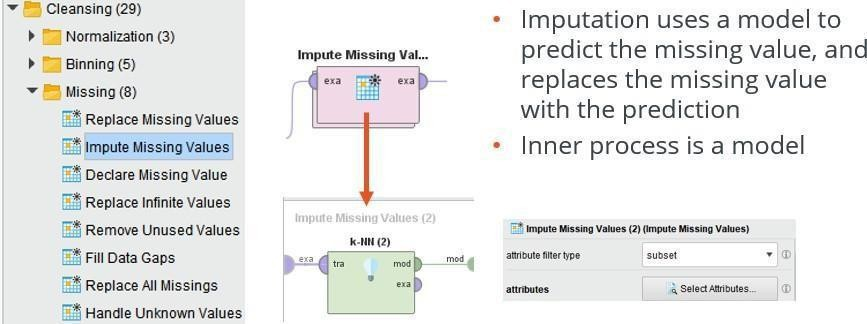 Cleansing (29)
Normalization (3)
Binning (5)
Missing (8)
Replace Missing Values
Impute Missing Values
Declare Missing Value
Replace Infinite Values
Remove Unused Values
Fill Data Gaps
Replace All Missings
Handle Unknown Values
Impute Missing Val...
exa exa
Impute Missing Values (2)
k-NN (2)
exa tra mod mod
exa
• Imputation uses a model to
predict the missing value, and
replaces the missing value
with the prediction
• Inner process is a model
Impute Missing Values (2) (Impute Missing Values)
attribute filter type subset
attributes Select Attributes...